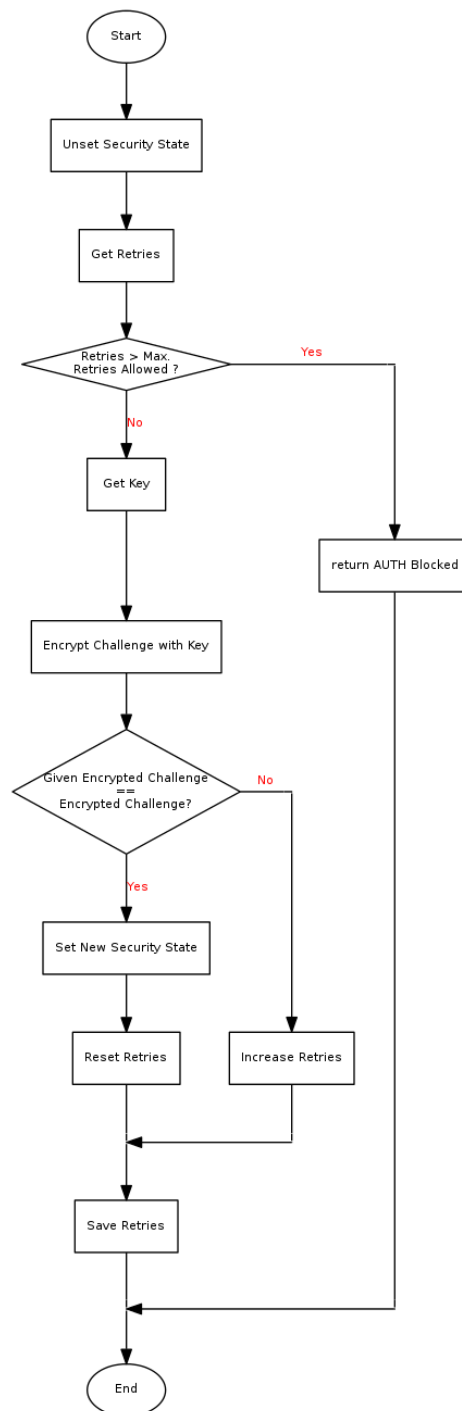 Start
Unset Security State
Get Retries
Retries > Max.
Retries Allowed ?
Yes
No
Get Key
return AUTH Blocked
Encrypt Challenge with Key
Given Encrypted Challenge
==
Encrypted Challenge?
No
Yes
Set New Security State
Reset Retries
Increase Retries
Save Retries
End